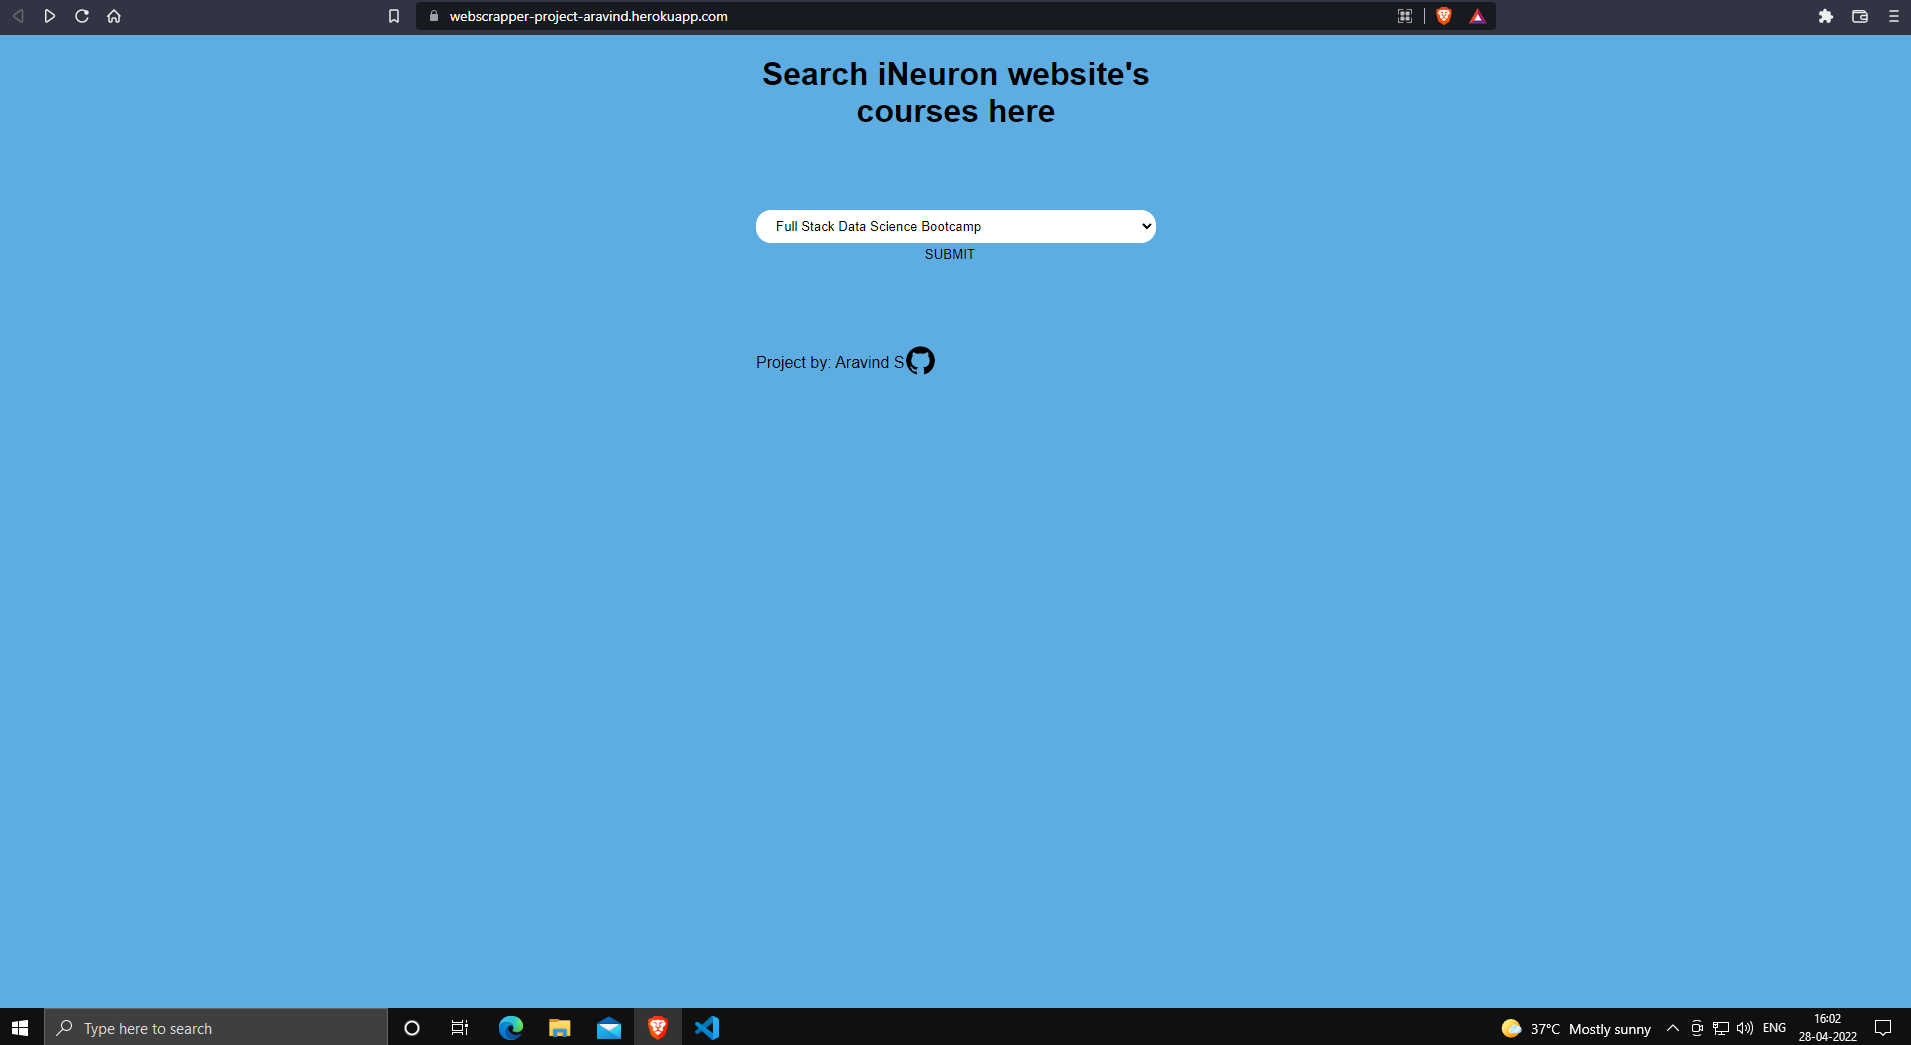 webscrapper-project-aravind.herokuapp.com
Search iNeuron website's
courses here
Full Stack Data Science Bootcamp
SUBMIT
Project by: Aravind S
Type here to search
37°C Mostly sunny
ENG
16:02
28-04-2022